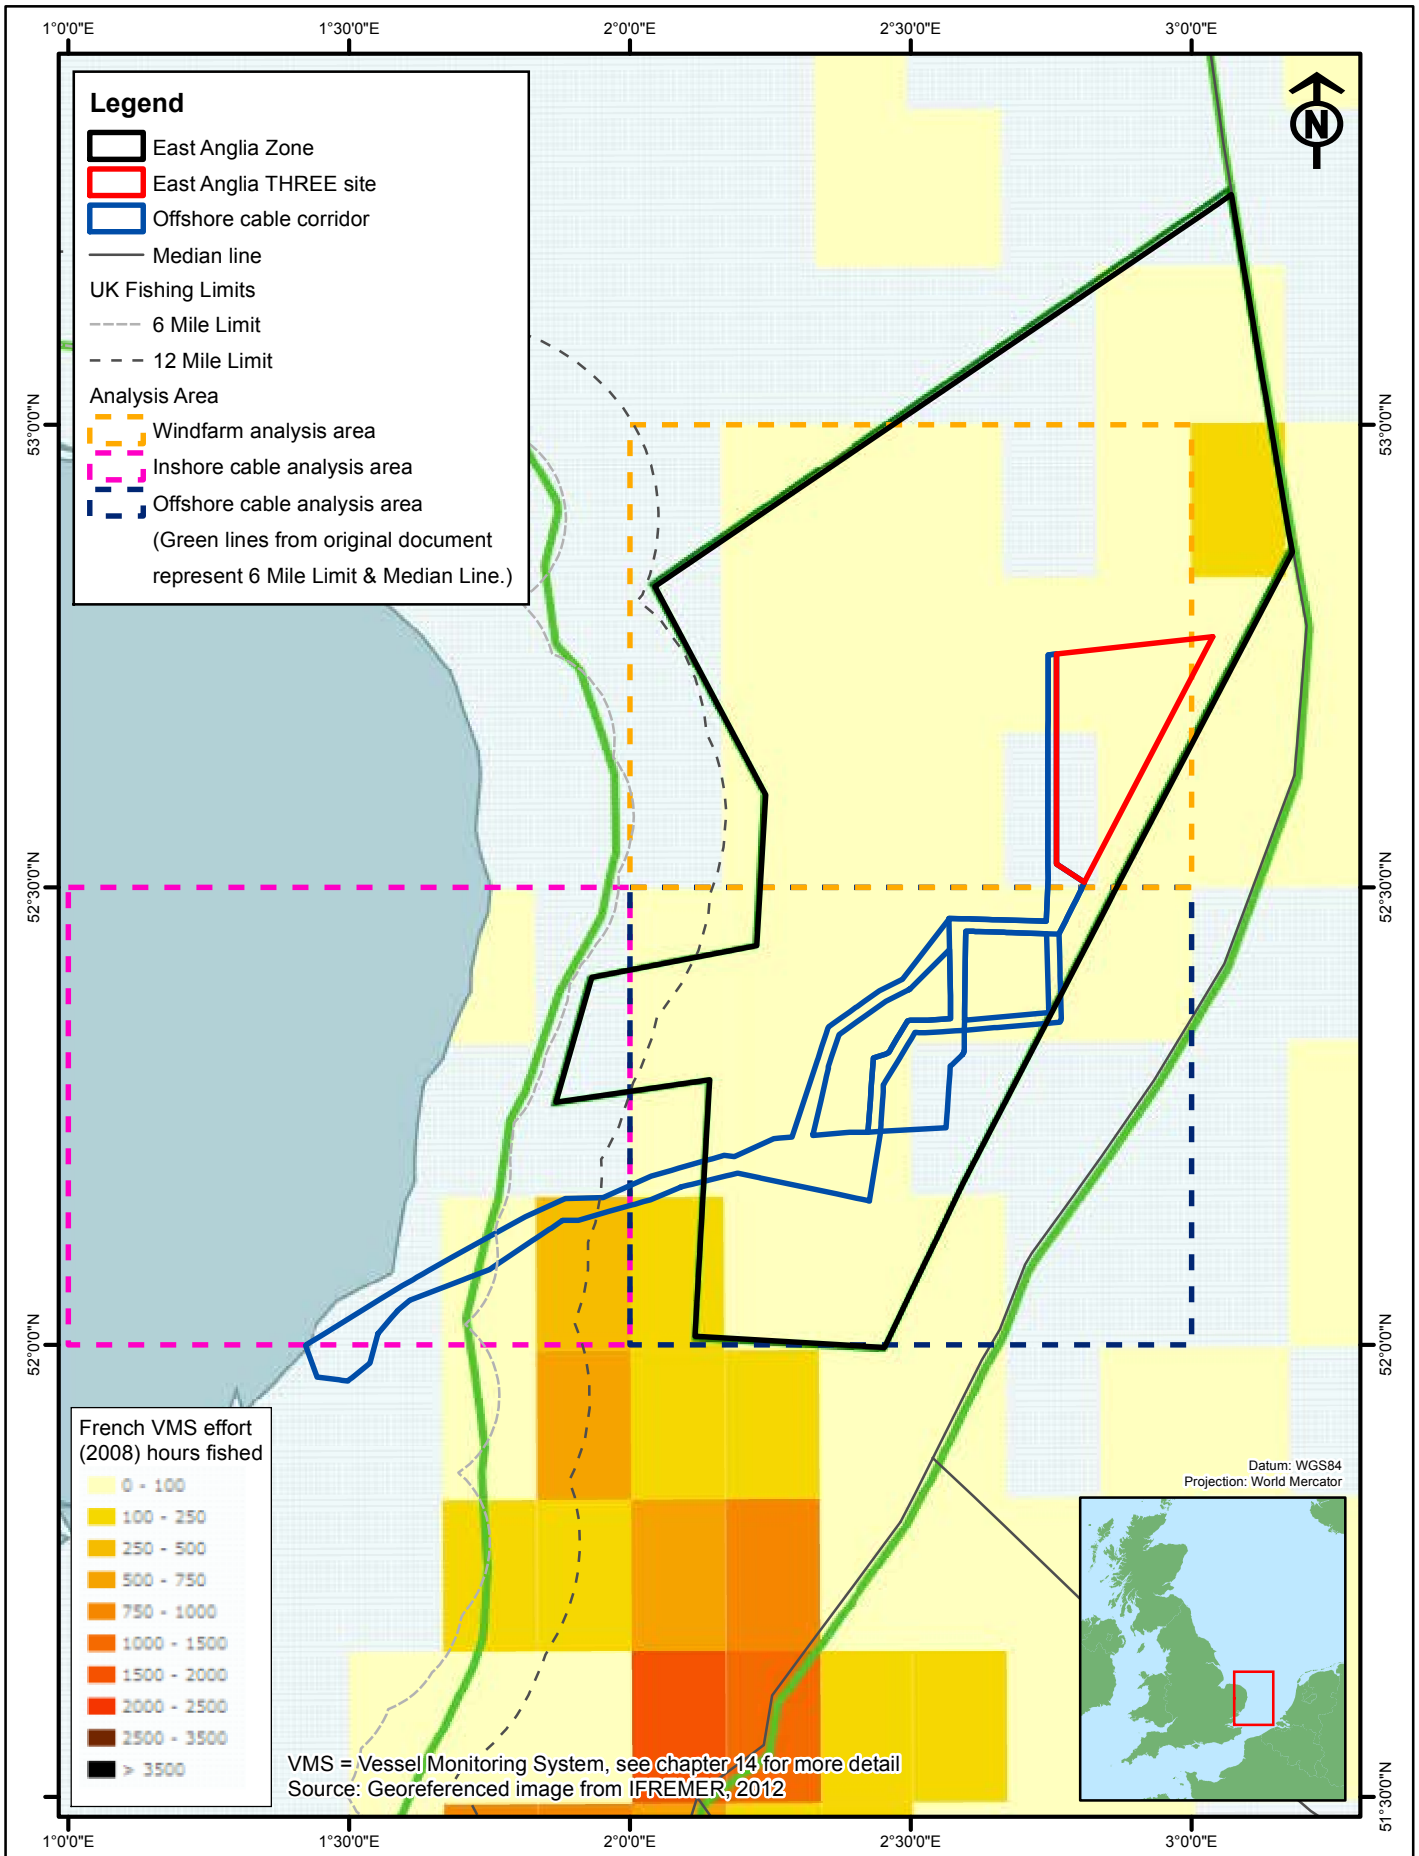 1°0'0"E 1°30'0"E 2°0'0"E 2°30'0"E 3°0'0"E
Legend
East Anglia Zone
East Anglia THREE site
Offshore cable corridor
Median line
UK Fishing Limits
6 Mile Limit
12 Mile Limit
Analysis Area
Windfarm analysis area
Inshore cable analysis area
Offshore cable analysis area
(Green lines from original document
represent 6 Mile Limit & Median Line.)
N
53°0'0"N 53°0'0"N
52°30'0"N 52°30'0"N
52°0'0"N 52°0'0"N
French VMS effort
(2008) hours fished
0 - 100
100 - 250
250 - 500
500 - 750
750 - 1000
1000 - 1500
1500 - 2000
2000 - 2500
2500 - 3500
> 3500
Datum: WGS84
Projection: World Mercator
VMS = Vessel Monitoring System, see chapter 14 for more detail
Source: Georeferenced image from IFREMER, 2012
51°30'0"N
1°0'0"E 1°30'0"E 2°0'0"E 2°30'0"E 3°0'0"E